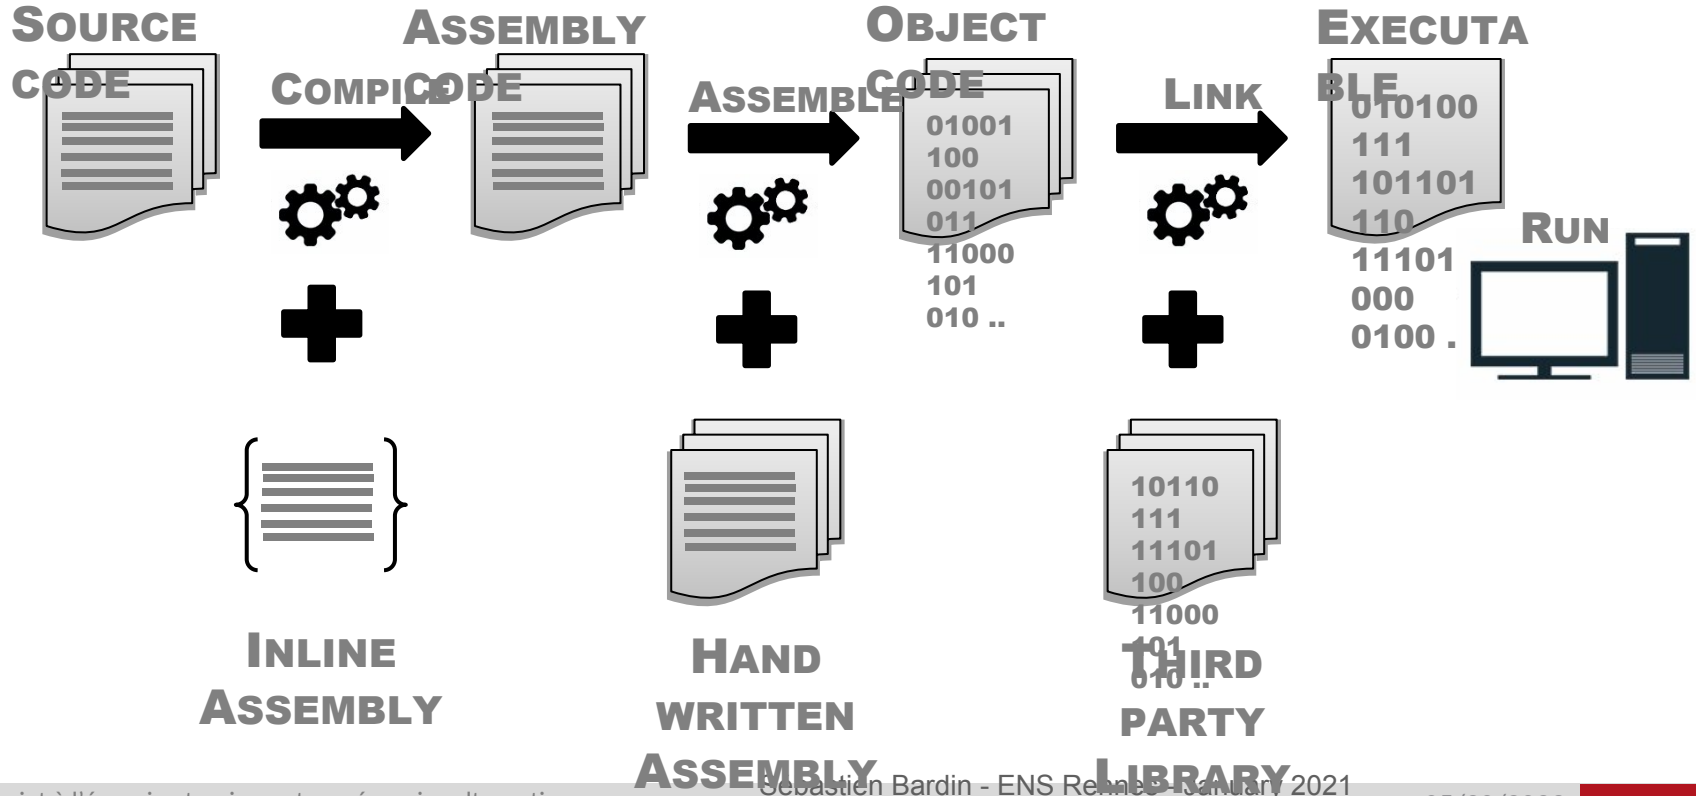 SOURCE
CODE
COMPILE
ASSEMBLY
CODE
ASSEMBLE
OBJECT
CODE
01001
100
00101
011
11000
101
010 ..
LINK
EXECUTA
BLE
010100
111
101101
110
11101
000
0100 .
RUN
INLINE
ASSEMBLY
HAND
WRITTEN
ASSEMBLY
10110
111
11101
100
11000
101
010 ..
THIRD
PARTY
LIBRARY
Sébastien Bardin - ENS Rennes - January 2021